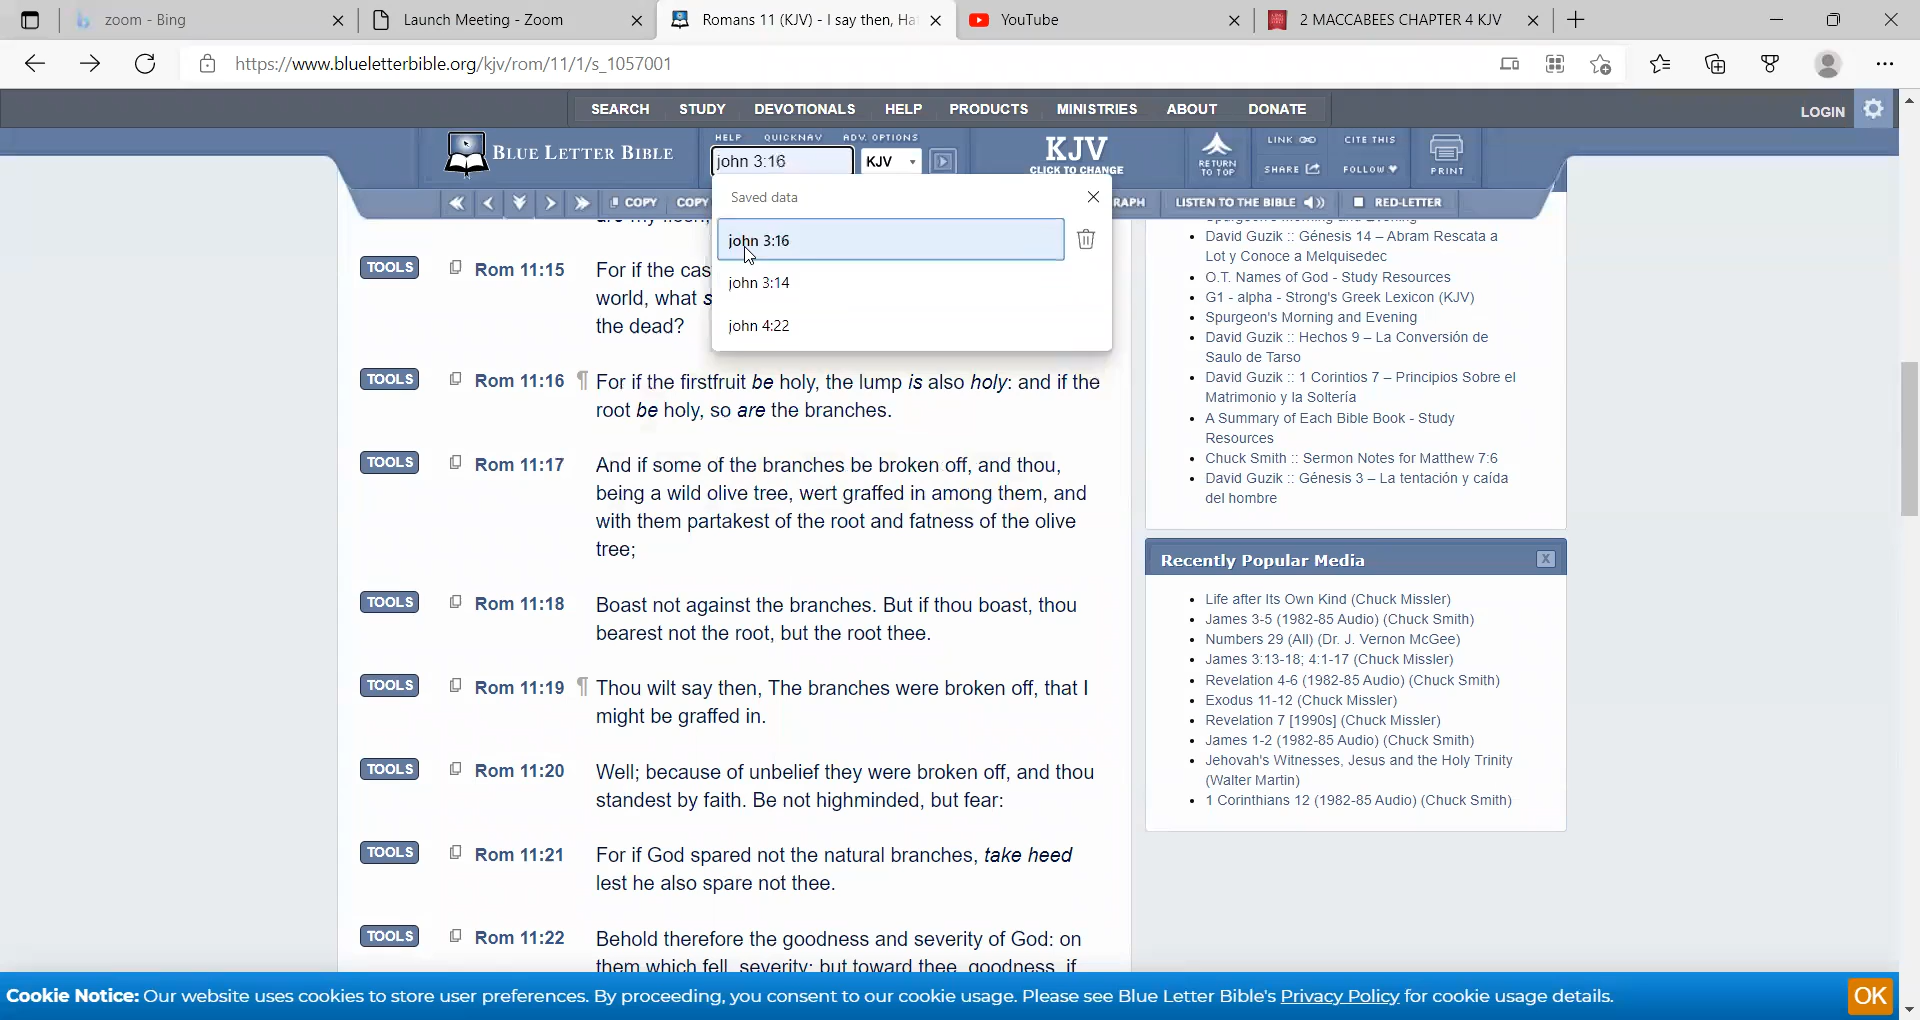 zoom - Bing
Launch Meeting - Zoom
Romans 11 (KJV) - I say then, Ha
YouTube
2 MACCABEES CHAPTER 4 KJV
https://www.blueletterbible.org/kjv/rom/11/1/s_1057001
SEARCH STUDY DEVOTIONALS HELP PRODUCTS MINISTRIES ABOUT DONATE
LOGIN
HELP QUICKNAV ADV. OPTIONS
BLUE LETTER BIBLE
john 3:16 KJV
KJV
CLICK TO CHANGE
RETURN
TO TOP
LINK CITE THIS
SHARE FOLLOW
PRINT
COPY COPY
RAPH LISTEN TO THE BIBLE RED-LETTER
Saved data
john 3:16
john 3:14
john 4:22
TOOLS Rom 11:15 For if the cas
world, what s
the dead?
TOOLS Rom 11:16 ¶ For if the firstfruit be holy, the lump is also holy: and if the
root be holy, so are the branches.
TOOLS Rom 11:17 And if some of the branches be broken off, and thou,
being a wild olive tree, wert graffed in among them, and
with them partakest of the root and fatness of the olive
tree;
TOOLS Rom 11:18 Boast not against the branches. But if thou boast, thou
bearest not the root, but the root thee.
TOOLS Rom 11:19 ¶ Thou wilt say then, The branches were broken off, that I
might be graffed in.
TOOLS Rom 11:20 Well; because of unbelief they were broken off, and thou
standest by faith. Be not highminded, but fear:
TOOLS Rom 11:21 For if God spared not the natural branches, take heed
lest he also spare not thee.
TOOLS Rom 11:22 Behold therefore the goodness and severity of God: on
them which fell, severity; but toward thee, goodness, if
Spurgeon's Morning and Evening
David Guzik :: Génesis 14 – Abram Rescata a
Lot y Conoce a Melquisedec
O.T. Names of God - Study Resources
G1 - alpha - Strong's Greek Lexicon (KJV)
Spurgeon's Morning and Evening
David Guzik :: Hechos 9 – La Conversión de
Saulo de Tarso
David Guzik :: 1 Corintios 7 – Principios Sobre el
Matrimonio y la Soltería
A Summary of Each Bible Book - Study
Resources
Chuck Smith :: Sermon Notes for Matthew 7:6
David Guzik :: Génesis 3 – La tentación y caída
del hombre
Recently Popular Media X
Life after Its Own Kind (Chuck Missler)
James 3-5 (1982-85 Audio) (Chuck Smith)
Numbers 29 (All) (Dr. J. Vernon McGee)
James 3:13-18; 4:1-17 (Chuck Missler)
Revelation 4-6 (1982-85 Audio) (Chuck Smith)
Exodus 11-12 (Chuck Missler)
Revelation 7 [1990s] (Chuck Missler)
James 1-2 (1982-85 Audio) (Chuck Smith)
Jehovah's Witnesses, Jesus and the Holy Trinity
(Walter Martin)
1 Corinthians 12 (1982-85 Audio) (Chuck Smith)
Cookie Notice: Our website uses cookies to store user preferences. By proceeding, you consent to our cookie usage. Please see Blue Letter Bible's Privacy Policy for cookie usage details.
OK